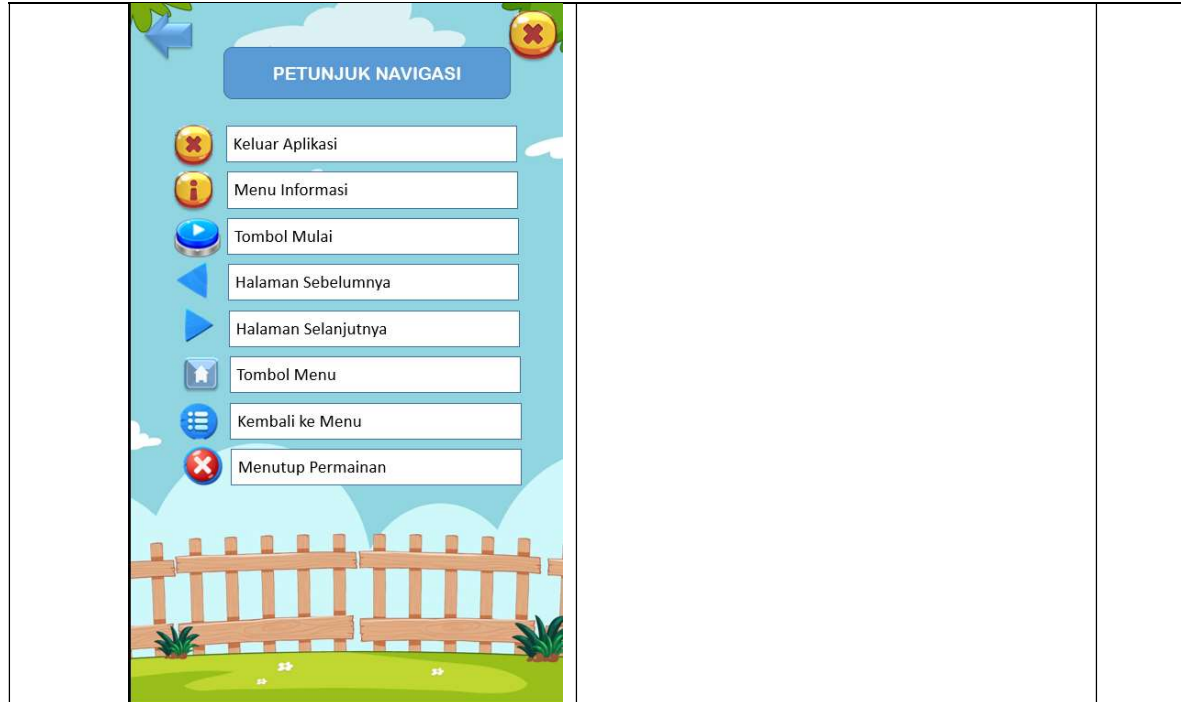 PETUNJUK NAVIGASI
Keluar Aplikasi
Menu Informasi
Tombol Mulai
Halaman Sebelumnya
Halaman Selanjutnya
Tombol Menu
Kembali ke Menu
Menutup Permainan